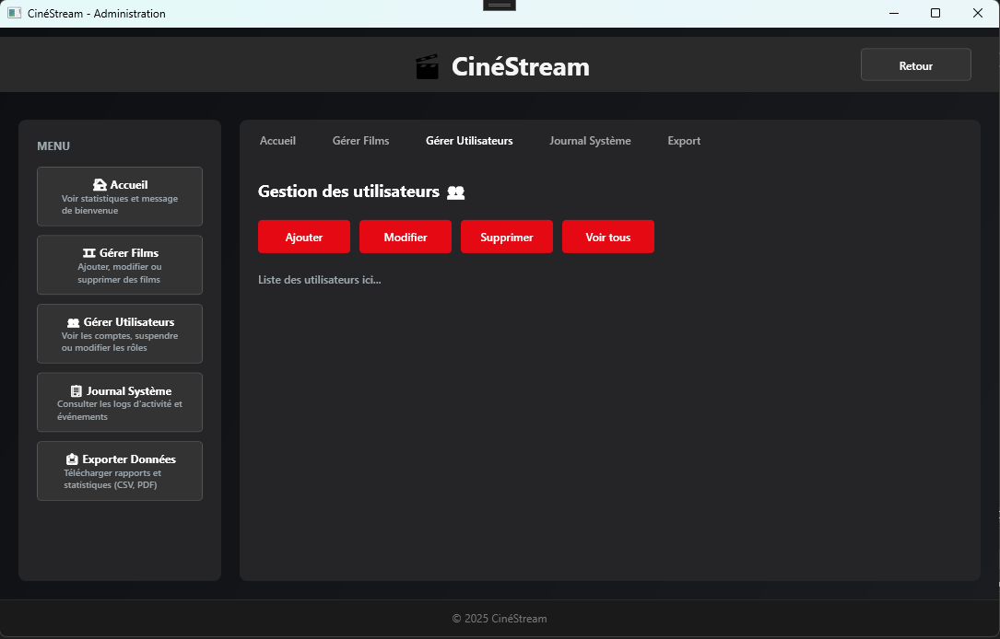 CinéStream - Administration
CinéStream
Retour
MENU
Accueil
Voir statistiques et message
de bienvenue
Gérer Films
Ajouter, modifier ou
supprimer des films
Gérer Utilisateurs
Voir les comptes, suspendre
ou modifier les rôles
Journal Système
Consulter les logs d'activité et
événements
Exporter Données
Télécharger rapports et
statistiques (CSV, PDF)
Accueil Gérer Films Gérer Utilisateurs Journal Système Export
Gestion des utilisateurs
Ajouter Modifier Supprimer Voir tous
Liste des utilisateurs ici...
© 2025 CinéStream